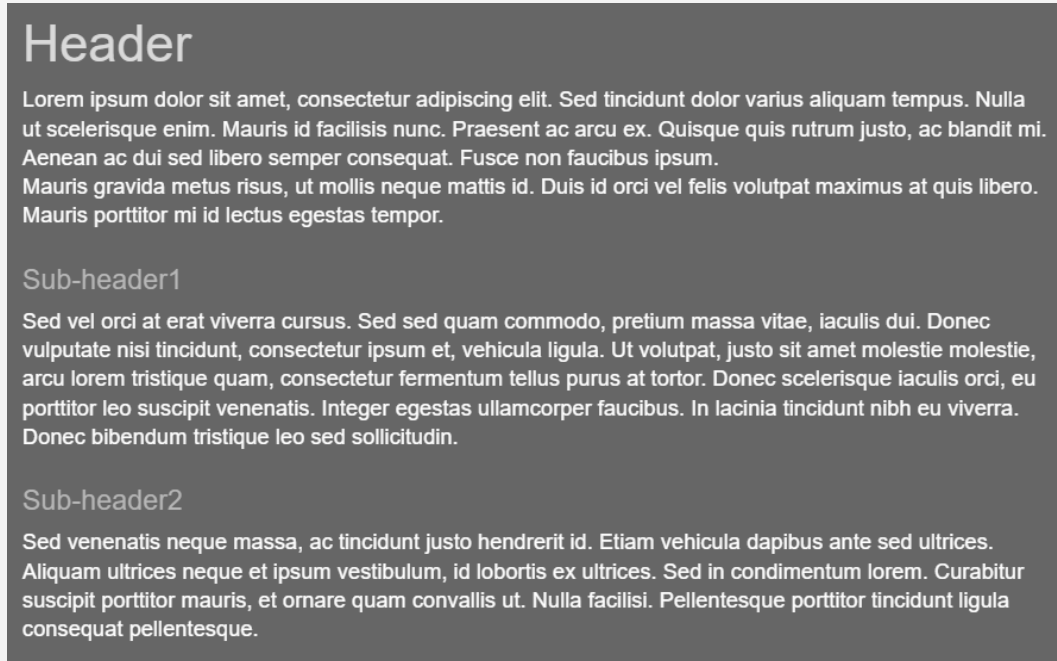 Header
Lorem ipsum dolor sit amet, consectetur adipiscing elit. Sed tincidunt dolor varius aliquam tempus. Nulla
ut scelerisque enim. Mauris id facilisis nunc. Praesent ac arcu ex. Quisque quis rutrum justo, ac blandit mi.
Aenean ac dui sed libero semper consequat. Fusce non faucibus ipsum.
Mauris gravida metus risus, ut mollis neque mattis id. Duis id orci vel felis volutpat maximus at quis libero.
Mauris porttitor mi id lectus egestas tempor.
Sub-header1
Sed vel orci at erat viverra cursus. Sed sed quam commodo, pretium massa vitae, iaculis dui. Donec
vulputate nisi tincidunt, consectetur ipsum et, vehicula ligula. Ut volutpat, justo sit amet molestie molestie,
arcu lorem tristique quam, consectetur fermentum tellus purus at tortor. Donec scelerisque iaculis orci, eu
porttitor leo suscipit venenatis. Integer egestas ullamcorper faucibus. In lacinia tincidunt nibh eu viverra.
Donec bibendum tristique leo sed sollicitudin.
Sub-header2
Sed venenatis neque massa, ac tincidunt justo hendrerit id. Etiam vehicula dapibus ante sed ultrices.
Aliquam ultrices neque et ipsum vestibulum, id lobortis ex ultrices. Sed in condimentum lorem. Curabitur
suscipit porttitor mauris, et ornare quam convallis ut. Nulla facilisi. Pellentesque porttitor tincidunt ligula
consequat pellentesque.